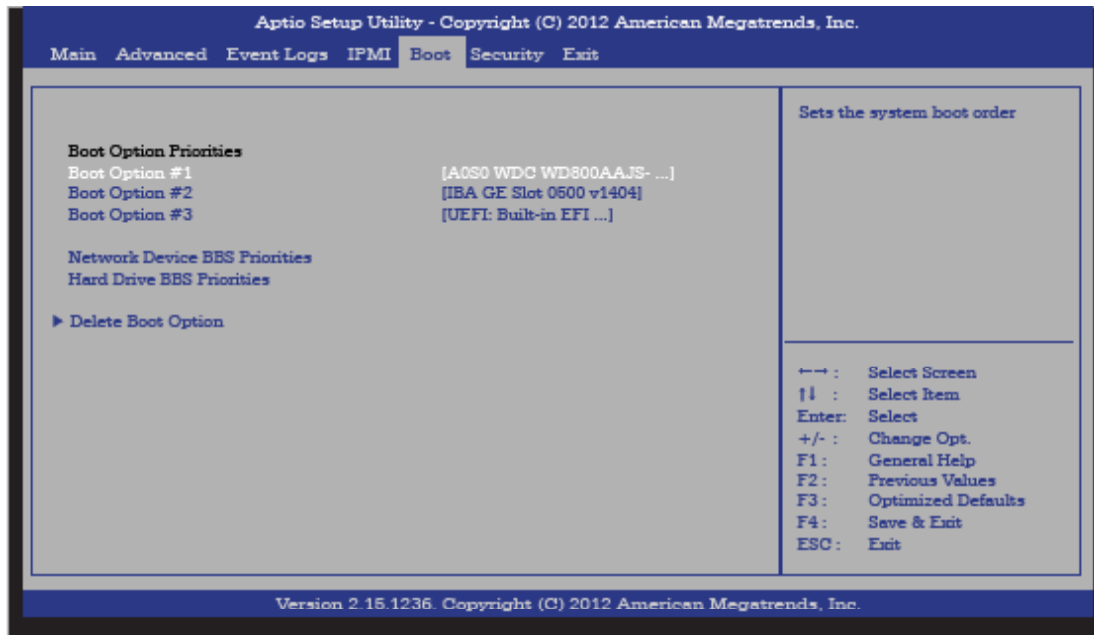 Aptio Setup Utility - Copyright (C) 2012 American Megatrends, Inc.
Main Advanced Event Logs IPMI Boot Security Exit
Sets the system boot order
Boot Option Priorities
Boot Option #1 [A0S0 WDC WD800AAJS- ...]
Boot Option #2 [IBA GE Slot 0500 v1404]
Boot Option #3 [UEFI: Built-in EFI ...]
Network Device BBS Priorities
Hard Drive BBS Priorities
▶ Delete Boot Option
←→ : Select Screen
↑↓ : Select Item
Enter: Select
+/- : Change Opt.
F1 : General Help
F2 : Previous Values
F3 : Optimized Defaults
F4 : Save & Exit
ESC : Exit
Version 2.15.1236. Copyright (C) 2012 American Megatrends, Inc.